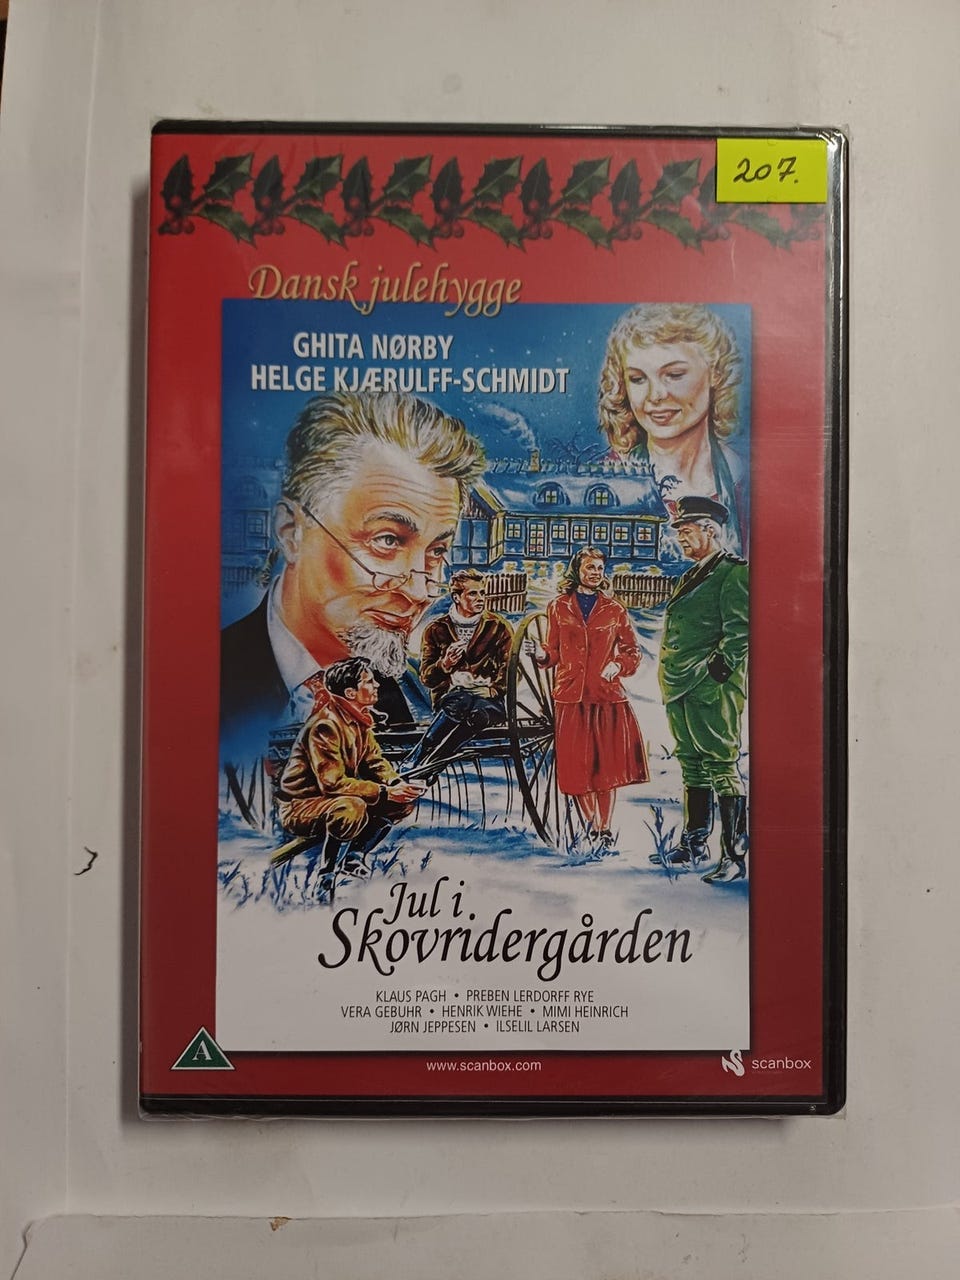 207.
Dansk julehygge
GHITA NØRBY
HELGE KJÆRULFF-SCHMIDT
Jul i
Skovridergården
KLAUS PAGH • PREBEN LERDORFF RYE
VERA GEBUHR • HENRIK WIEHE • MIMI HEINRICH
JØRN JEPPESEN • ILSELIL LARSEN
A
www.scanbox.com
scanbox